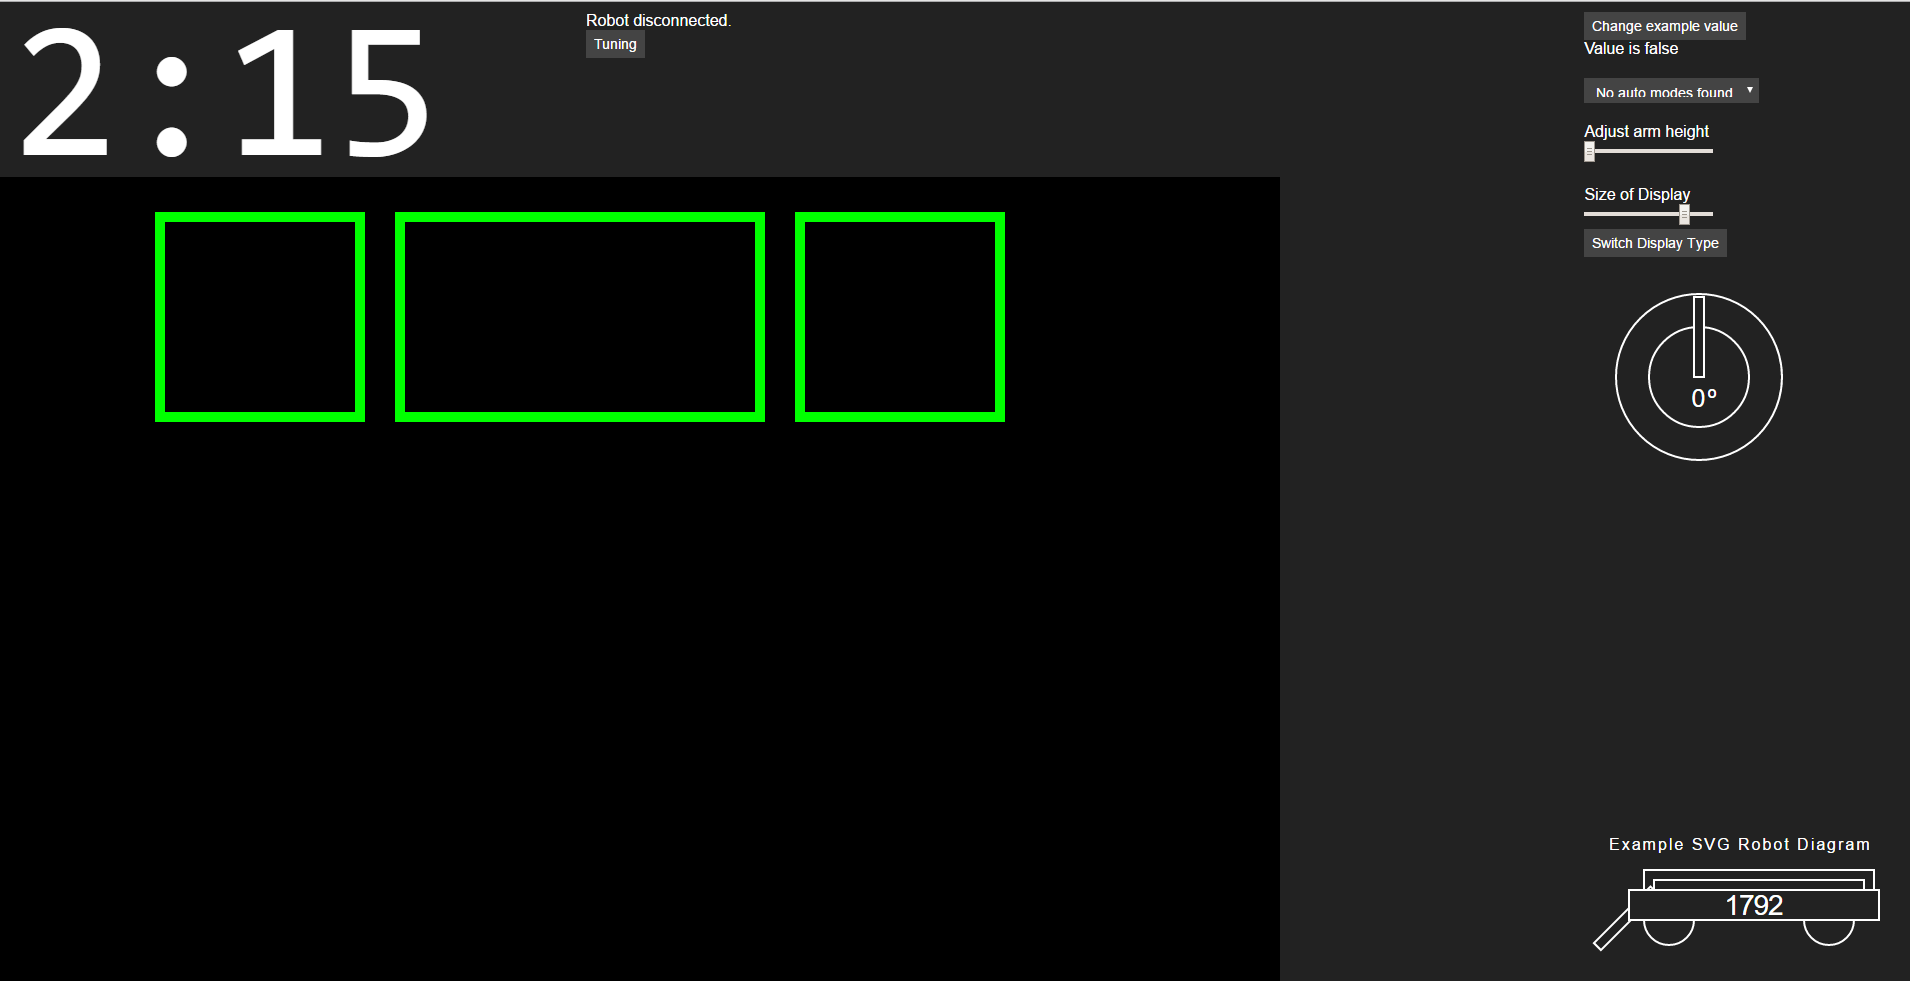 2:15
Robot disconnected.
Tuning
Change example value
Value is false
No auto modes found
Adjust arm height
Size of Display
Switch Display Type
0º
Example SVG Robot Diagram
1792